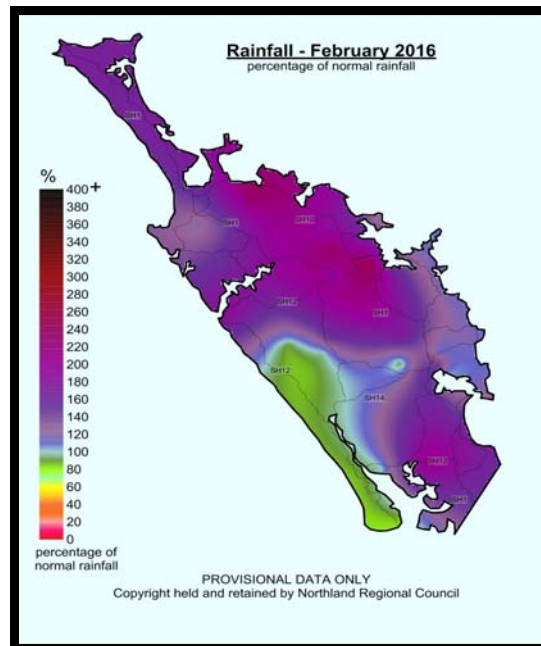 Rainfall - February 2016
percentage of normal rainfall
SH1
%
400+
380
360
340
320
300
280
260
240
220
200
180
160
140
120
100
80
60
40
20
0
percentage of
normal rainfall
SH1
SH10
SH12
SH1
SH12
SH14
SH12
SH1
PROVISIONAL DATA ONLY
Copyright held and retained by Northland Regional Council